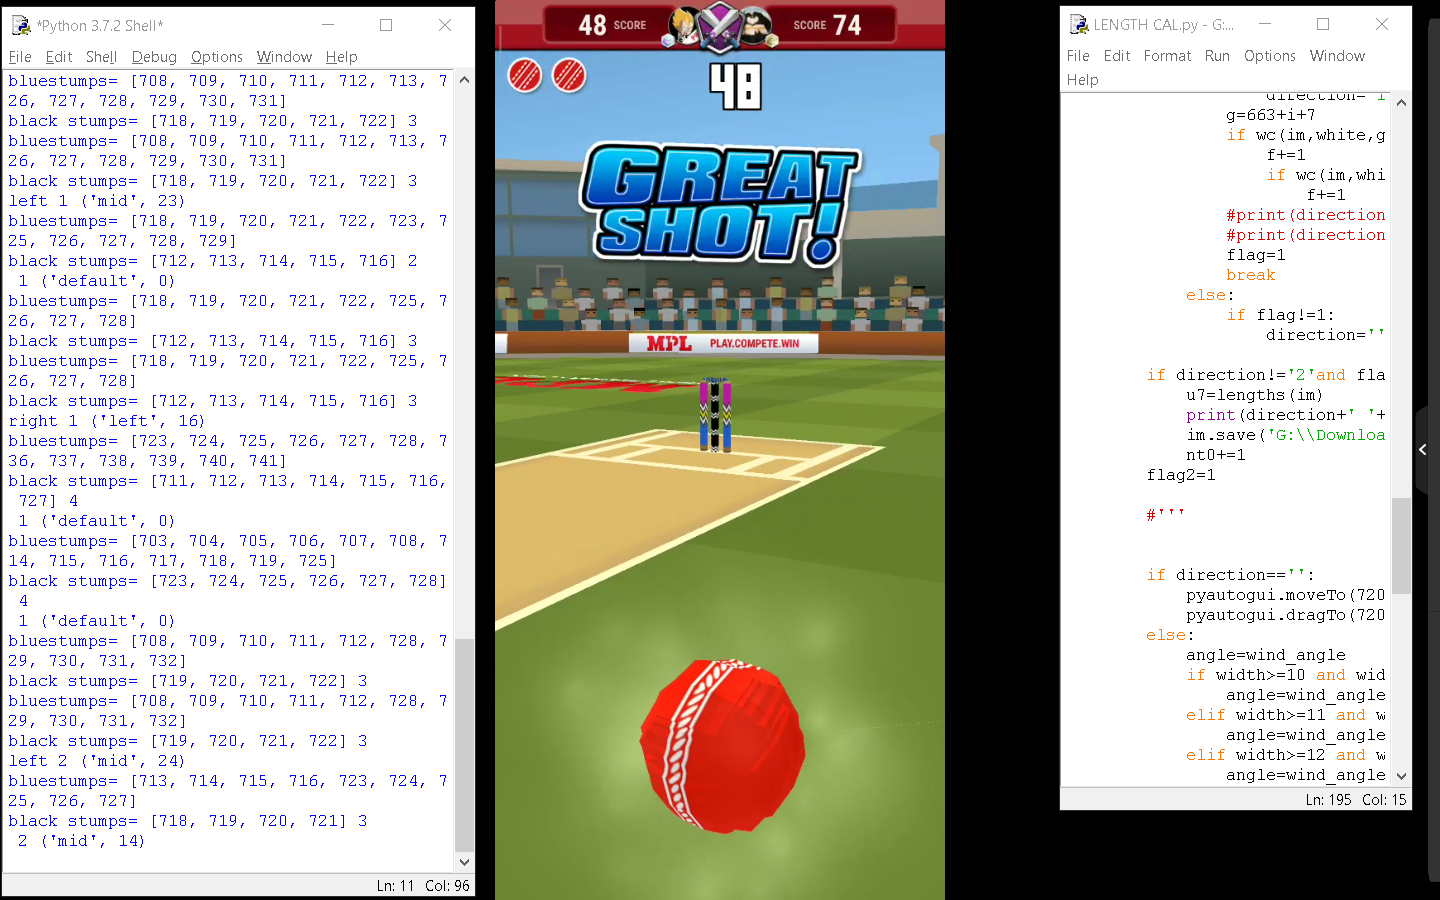 *Python 3.7.2 Shell*
File Edit Shell Debug Options Window Help
bluestumps= [708, 709, 710, 711, 712, 713, 7
26, 727, 728, 729, 730, 731]
black stumps= [718, 719, 720, 721, 722] 3
bluestumps= [708, 709, 710, 711, 712, 713, 7
26, 727, 728, 729, 730, 731]
black stumps= [718, 719, 720, 721, 722] 3
left 1 ('mid', 23)
bluestumps= [718, 719, 720, 721, 722, 723, 7
25, 726, 727, 728, 729]
black stumps= [712, 713, 714, 715, 716] 2
1 ('default', 0)
bluestumps= [718, 719, 720, 721, 722, 725, 7
26, 727, 728]
black stumps= [712, 713, 714, 715, 716] 3
bluestumps= [718, 719, 720, 721, 722, 725, 7
26, 727, 728]
black stumps= [712, 713, 714, 715, 716] 3
right 1 ('left', 16)
bluestumps= [723, 724, 725, 726, 727, 728, 7
36, 737, 738, 739, 740, 741]
black stumps= [711, 712, 713, 714, 715, 716,
727] 4
1 ('default', 0)
bluestumps= [703, 704, 705, 706, 707, 708, 7
14, 715, 716, 717, 718, 719, 725]
black stumps= [723, 724, 725, 726, 727, 728]
4
1 ('default', 0)
bluestumps= [708, 709, 710, 711, 712, 728, 7
29, 730, 731, 732]
black stumps= [719, 720, 721, 722] 3
bluestumps= [708, 709, 710, 711, 712, 728, 7
29, 730, 731, 732]
black stumps= [719, 720, 721, 722] 3
left 2 ('mid', 24)
bluestumps= [713, 714, 715, 716, 723, 724, 7
25, 726, 727]
black stumps= [718, 719, 720, 721] 3
2 ('mid', 14)
Ln: 11 Col: 96
48 SCORE SCORE 74
48
GREAT
SHOT!
MPL PLAY.COMPETE.WIN
LENGTH CAL.py - G:...
File Edit Format Run Options Window
Help
direction='l
g=663+i+7
if wc(im,white,g
f+=1
if wc(im,whi
f+=1
#print(direction
#print(direction
flag=1
break
else:
if flag!=1:
direction=''
if direction!='2'and fla
u7=lengths(im)
print(direction+' '+
im.save('G:\\Downloa
nt0+=1
flag2=1
#'''
if direction=='':
pyautogui.moveTo(720
pyautogui.dragTo(720
else:
angle=wind_angle
if width>=10 and wid
angle=wind_angle
elif width>=11 and w
angle=wind_angle
elif width>=12 and w
angle=wind_angle
Ln: 195 Col: 15